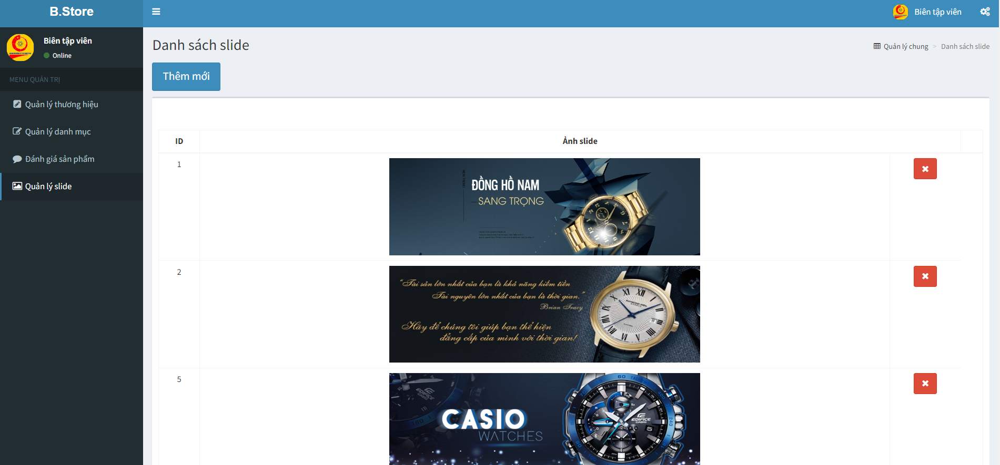 B.Store
Biên tập viên
Biên tập viên
Online
MENU QUẢN TRỊ
Quản lý thương hiệu
Quản lý danh mục
Đánh giá sản phẩm
Quản lý slide
Danh sách slide
Quản lý chung > Danh sách slide
Thêm mới
ID
Ảnh slide
1
ĐỒNG HỒ NAM
SANG TRỌNG
2
“Tài sản lớn nhất của bạn là khả năng kiếm tiền
Tài nguyên lớn nhất của bạn là thời gian.”
Brian Tracy
Hãy để chúng tôi giúp bạn thể hiện
đẳng cấp của mình với thời gian!
RAYMOND WEIL
GENEVE
5
CASIO
WATCHES
EDIFICE
CASIO